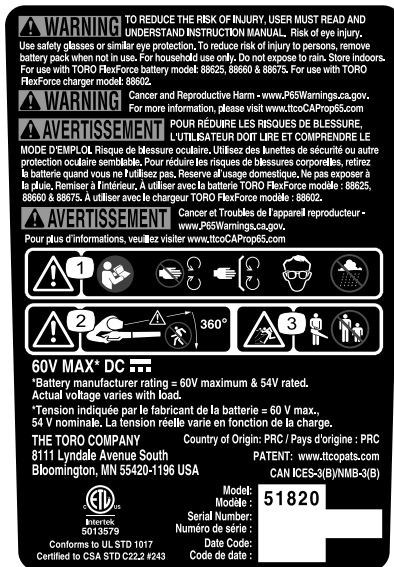 WARNING TO REDUCE THE RISK OF INJURY, USER MUST READ AND
UNDERSTAND INSTRUCTION MANUAL. Risk of eye injury.
Use safety glasses or similar eye protection. To reduce risk of injury to persons, remove
battery pack when not in use. For household use only. Do not expose to rain. Store indoors.
For use with TORO FlexForce battery model: 88625, 88660 & 88675. For use with TORO
FlexForce charger model: 88602.
WARNING Cancer and Reproductive Harm - www.P65Warnings.ca.gov.
For more information, please visit www.ttcoCAProp65.com
AVERTISSEMENT POUR RÉDUIRE LES RISQUES DE BLESSURE,
L'UTILISATEUR DOIT LIRE ET COMPRENDRE LE
MODE D'EMPLOI. Risque de blessure oculaire. Utilisez des lunettes de sécurité ou autre
protection oculaire semblable. Pour réduire les risques de blessures corporelles, retirez
la batterie quand vous ne l'utilisez pas. Reserve al'usage domestique. Ne pas exposer à
la pluie. Remiser à l'intérieur. À utiliser avec la batterie TORO FlexForce modèle : 88625,
88660 & 88675. À utiliser avec le chargeur TORO FlexForce modèle : 88602.
AVERTISSEMENT Cancer et Troubles de l'appareil reproducteur -
www.P65Warnings.ca.gov.
Pour plus d'informations, veuillez visiter www.ttcoCAProp65.com
1
2 360° 3
60V MAX* DC
*Battery manufacturer rating = 60V maximum & 54V rated.
Actual voltage varies with load.
*Tension indiquée par le fabricant de la batterie = 60 V max.,
54 V nominale. La tension réelle varie en fonction de la charge.
THE TORO COMPANY
8111 Lyndale Avenue South
Bloomington, MN 55420-1196 USA
Country of Origin: PRC / Pays d'origine : PRC
PATENT: www.ttcopats.com
CAN ICES-3(B)/NMB-3(B)
c ETL us
Intertek
5013579
Conforms to UL STD 1017
Certified to CSA STD C22.2 #243
Model:
Modèle : 51820
Serial Number:
Numéro de série :
Date Code:
Code de date :